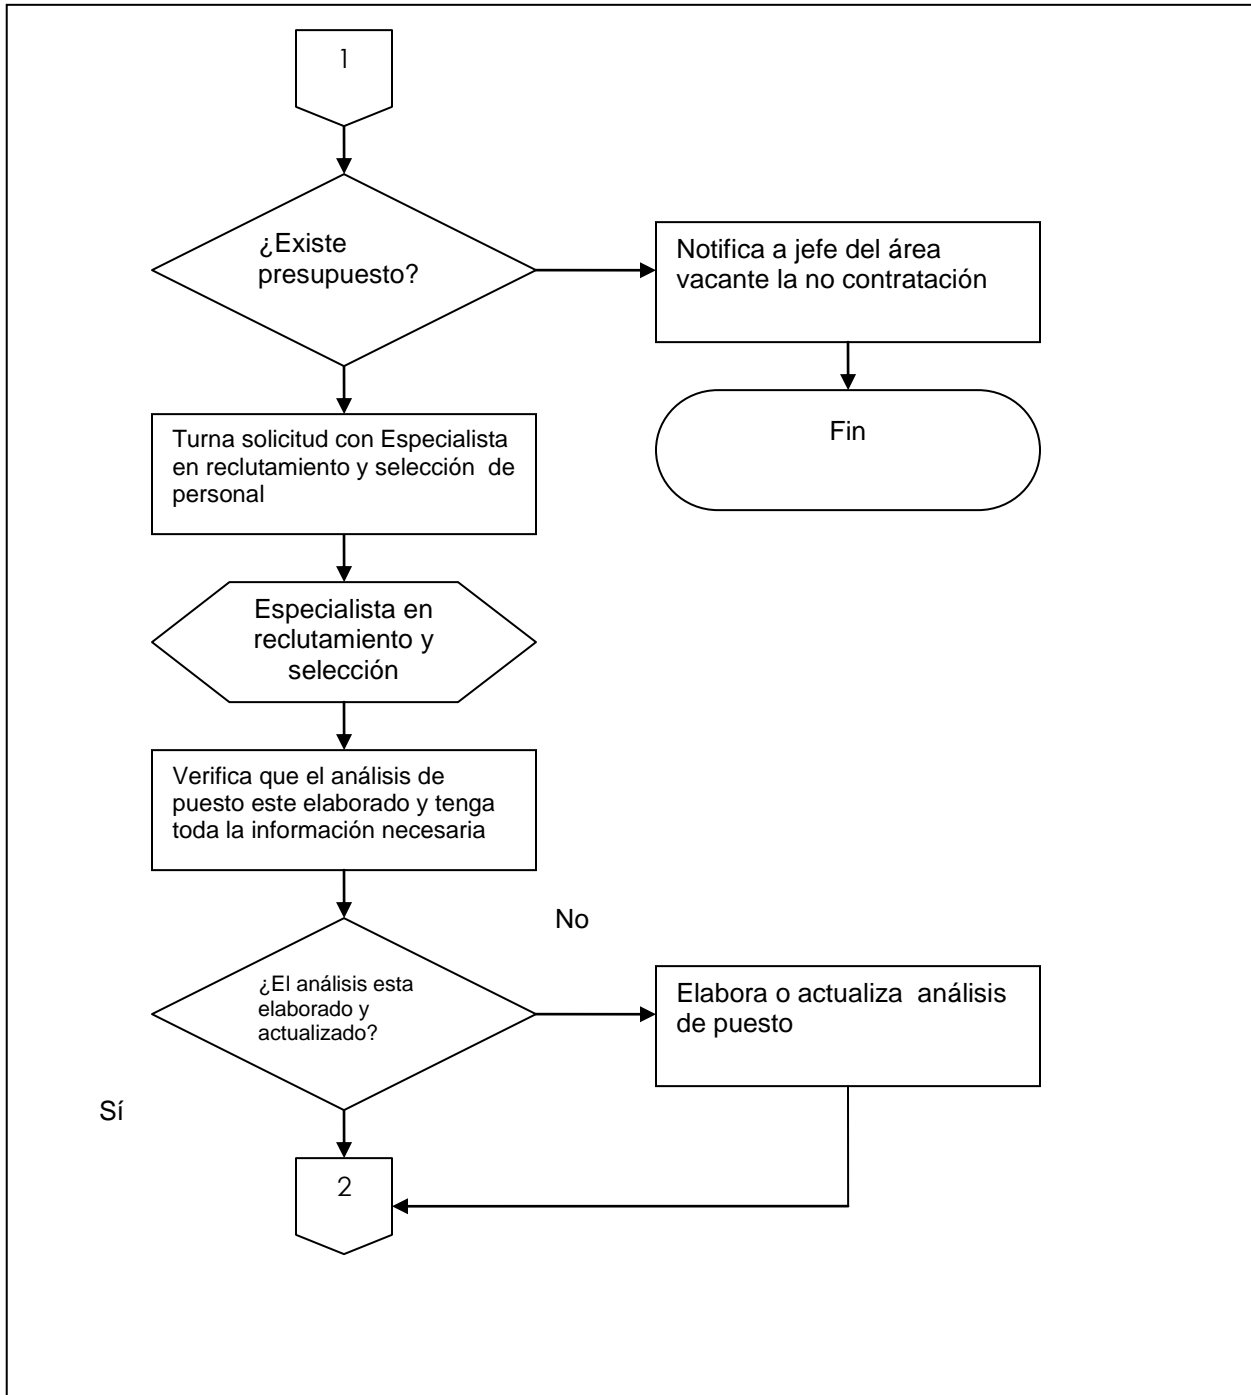 1
¿Existe
presupuesto?
Notifica a jefe del área
vacante la no contratación
Fin
Turna solicitud con Especialista
en reclutamiento y selección  de
personal
Especialista en
reclutamiento y
selección
Verifica que el análisis de
puesto este elaborado y tenga
toda la información necesaria
No
¿El análisis esta
elaborado y
actualizado?
Elabora o actualiza  análisis
de puesto
Sí
2